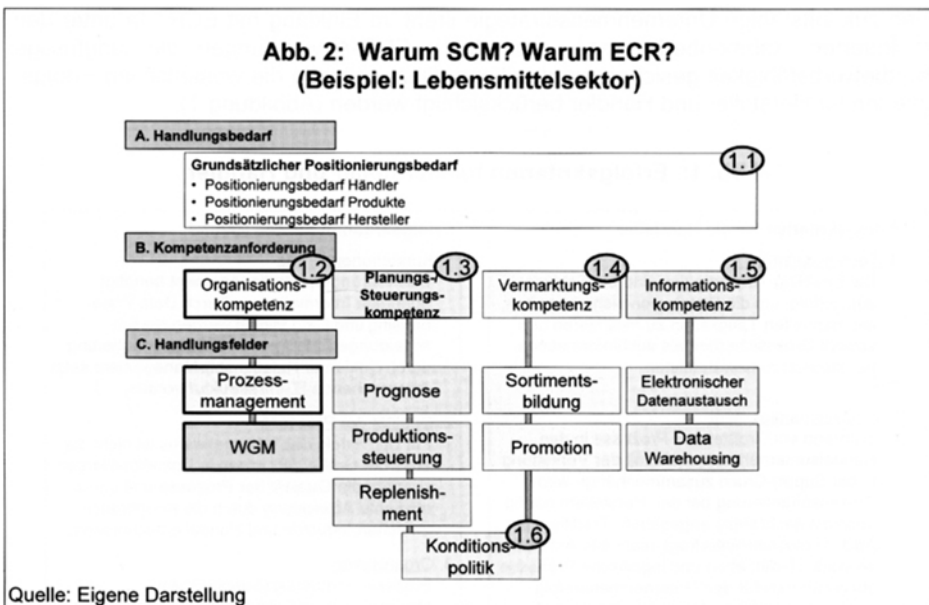 Abb. 2: Warum SCM? Warum ECR?
(Beispiel: Lebensmittelsektor)
A. Handlungsbedarf
1.1
Grundsätzlicher Positionierungsbedarf
• Positionierungsbedarf Händler
• Positionierungsbedarf Produkte
• Positionierungsbedarf Hersteller
B. Kompetenzanforderung
1.2
Organisations-
kompetenz
1.3
Planungs-/
Steuerungs-
kompetenz
1.4
Vermarktungs-
kompetenz
1.5
Informations-
kompetenz
C. Handlungsfelder
Prozess-
management
WGM
Prognose
Produktions-
steuerung
Replenish-
ment
Sortiments-
bildung
Promotion
Elektronischer
Datenaustausch
Data
Warehousing
1.6
Konditions-
politik
Quelle: Eigene Darstellung